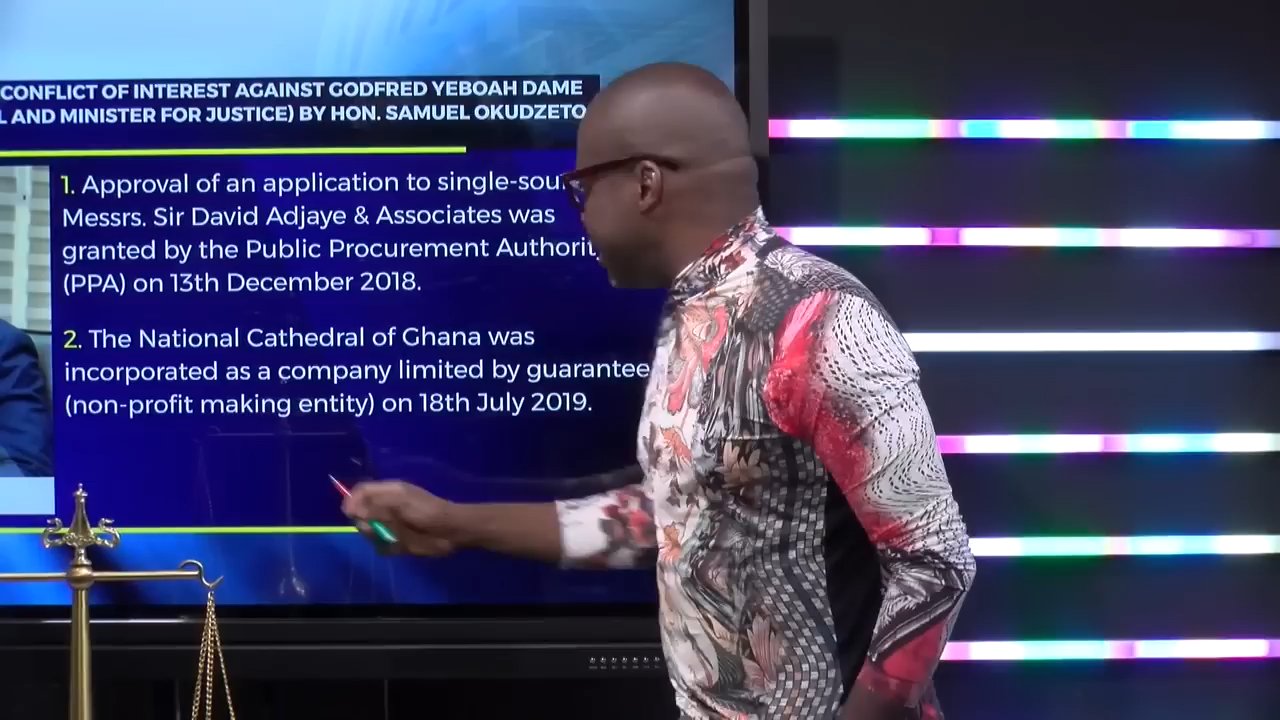 CONFLICT OF INTEREST AGAINST GODFRED YEBOAH DAME
AND MINISTER FOR JUSTICE) BY HON. SAMUEL OKUDZETO
1. Approval of an application to
Messrs. Sir David Adjaye & Associates was
granted by the Public Procurement
(PPA) on 13th December 2018.
2. The National Cathedral of Ghana was
incorporated as a company limited by guarantee
(non-profit making entity) on 18th July 2019.